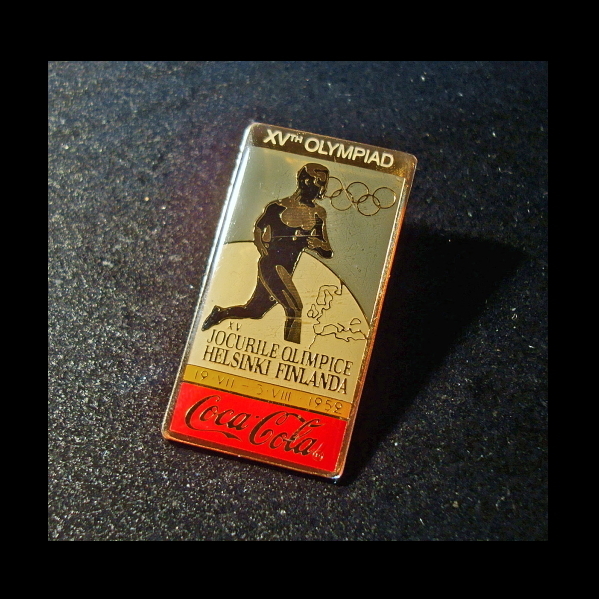 XVTH OLYMPIAD
XV
JOCURILE OLIMPICE
HELSINKI FINLANDA
19·VII - 3·VIII 1952
Coca-Cola